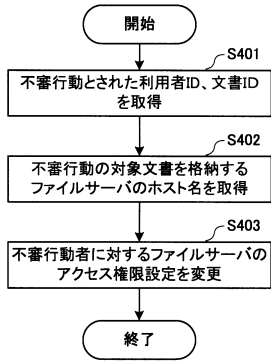 開始
S401
不審行動とされた利用者ID、文書ID
を取得
S402
不審行動の対象文書を格納する
ファイルサーバのホスト名を取得
S403
不審行動者に対するファイルサーバの
アクセス権限設定を変更
終了